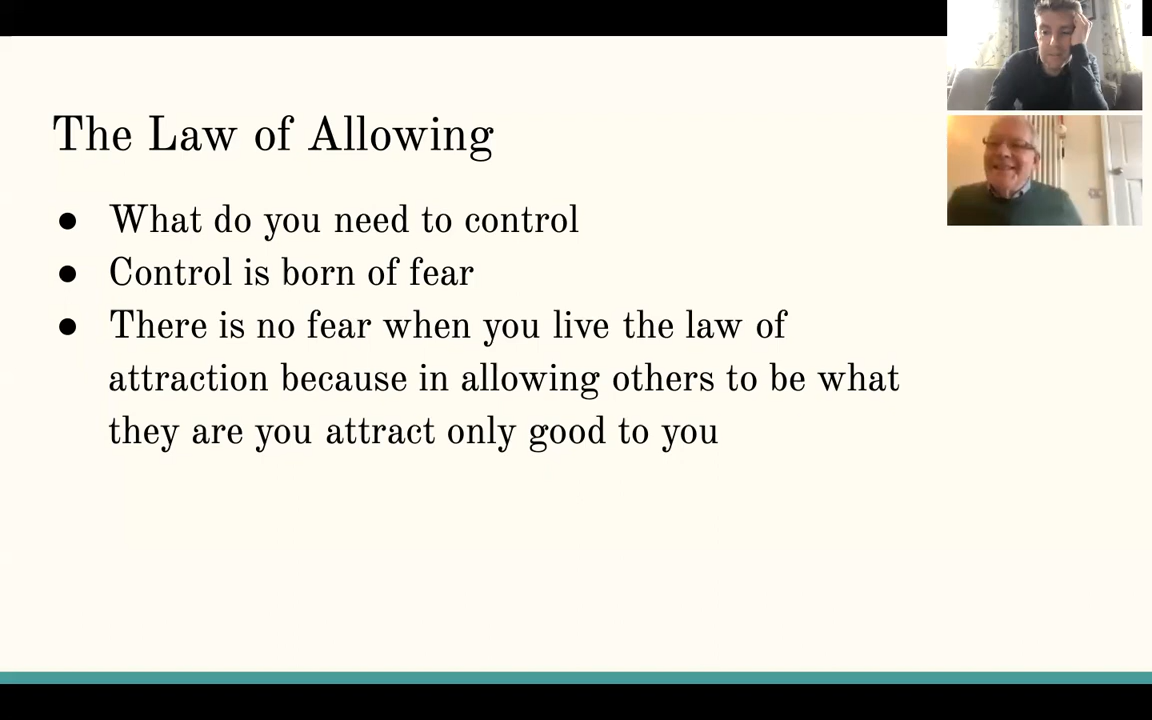 The Law of Allowing
● What do you need to control
● Control is born of fear
● There is no fear when you live the law of
attraction because in allowing others to be what
they are you attract only good to you